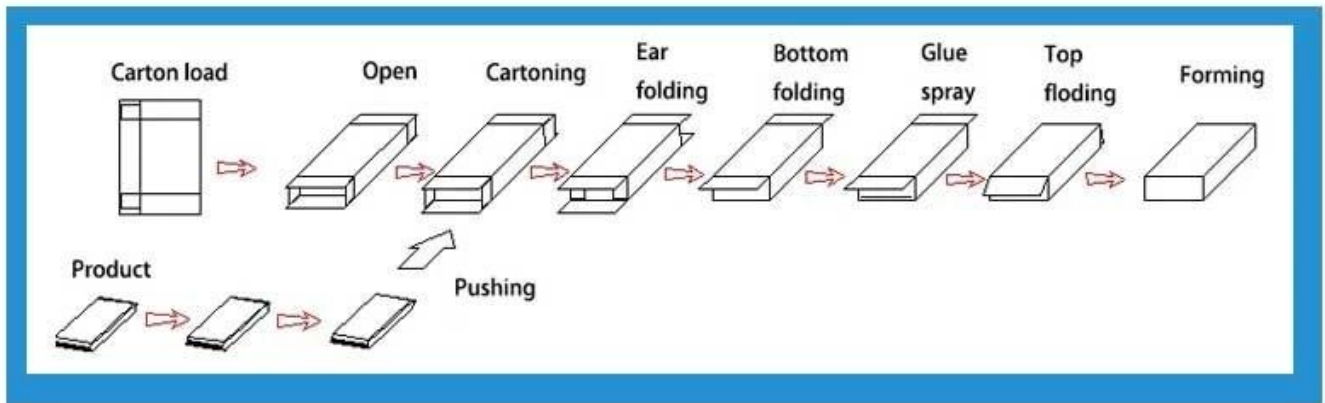 Carton load
Open
Cartoning
Ear
folding
Bottom
folding
Glue
spray
Top
floding
Forming
Product
Pushing